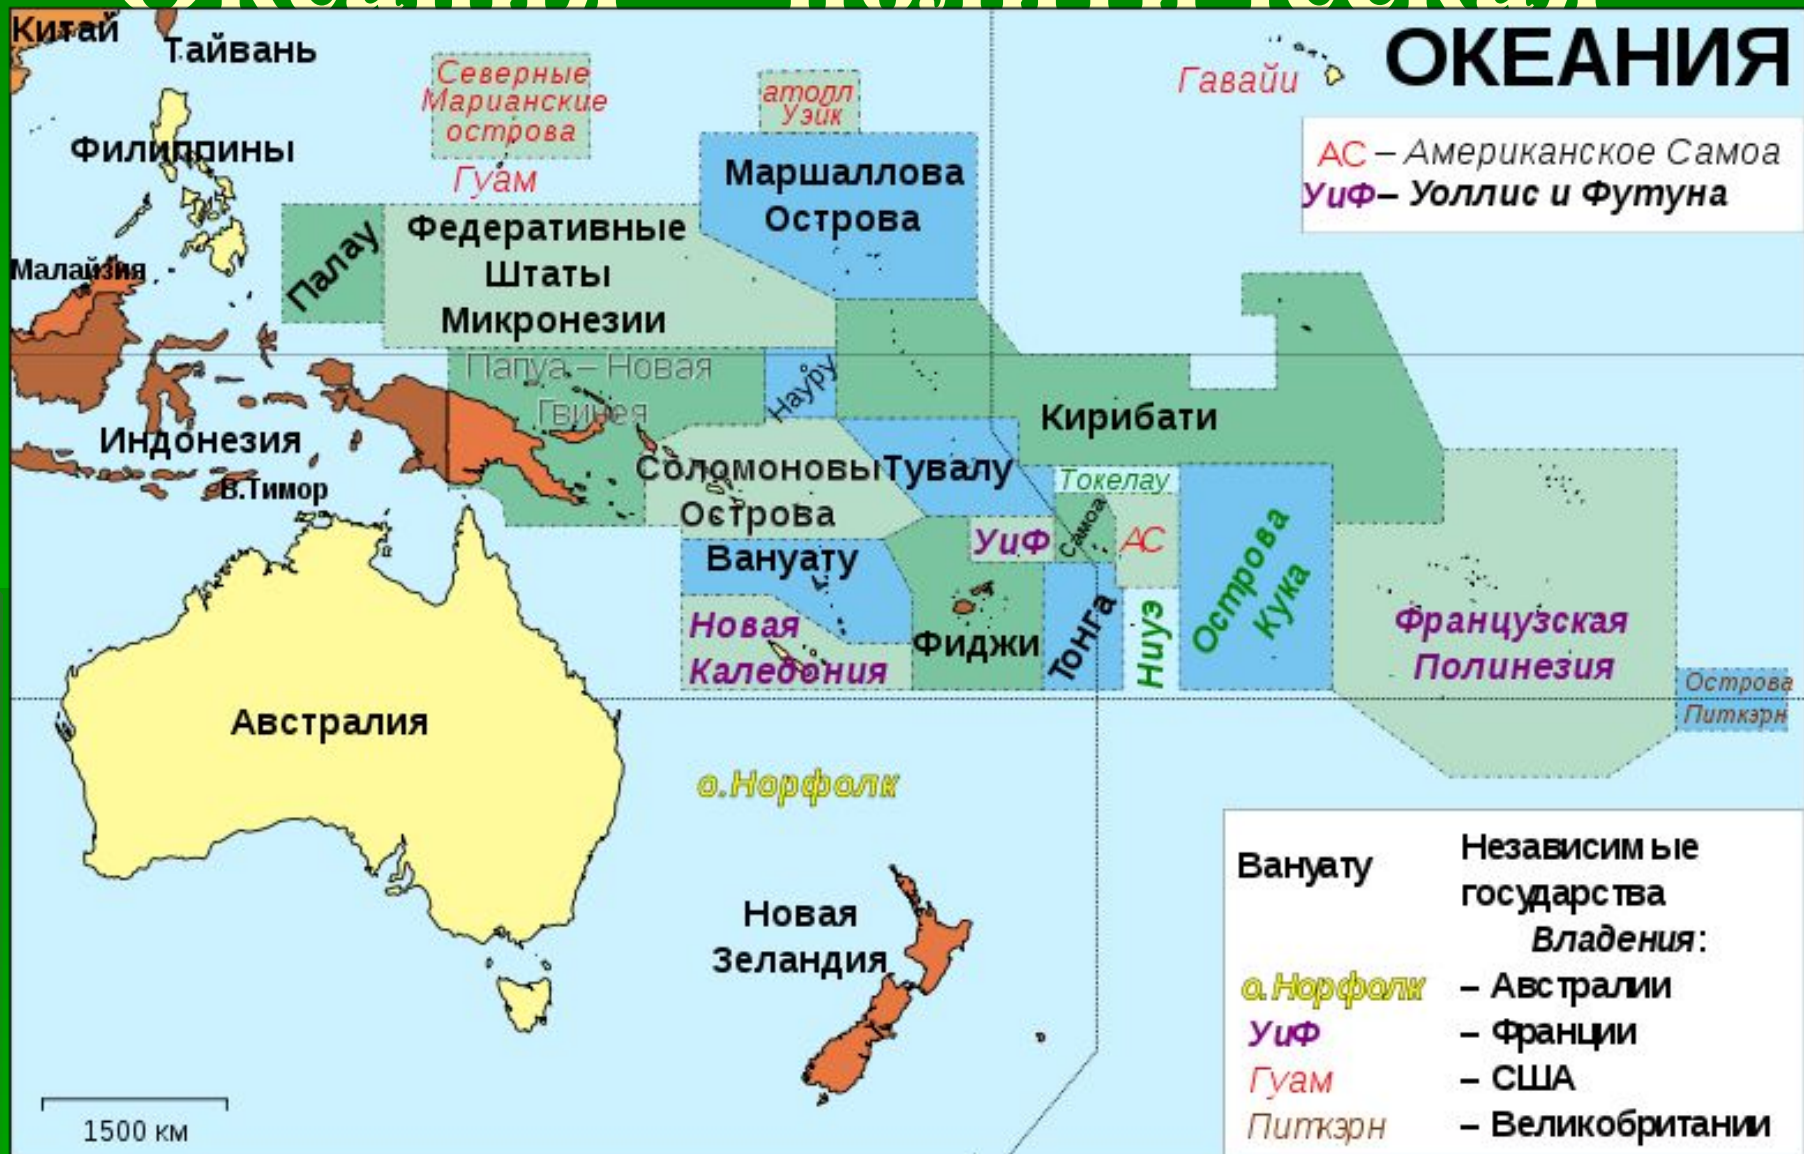 Китай
Тайвань
Филиппины
Малайзия
Индонезия
В.Тимор
Северные
Марианские
острова
Гуам
атолл
Уэйк
Гавайи
ОКЕАНИЯ
АС – Американское Самоа
УиФ– Уоллис и Футуна
Палау
Федеративные
Штаты
Микронезии
Маршаллова
Острова
Папуа – Новая
Гвинея
Науру
Кирибати
Соломоновы
Острова
Тувалу
Токелау
Самоа
УиФ
АС
Вануату
Новая
Каледония
Фиджи
Тонга
Ниуэ
Острова
Кука
Французская
Полинезия
Острова
Питкэрн
Австралия
о.Норфолк
Новая
Зеландия
1500 км
Вануату Независимые
государства
Владения:
о.Норфолк – Австралии
УиФ – Франции
Гуам – США
Питкэрн – Великобритании